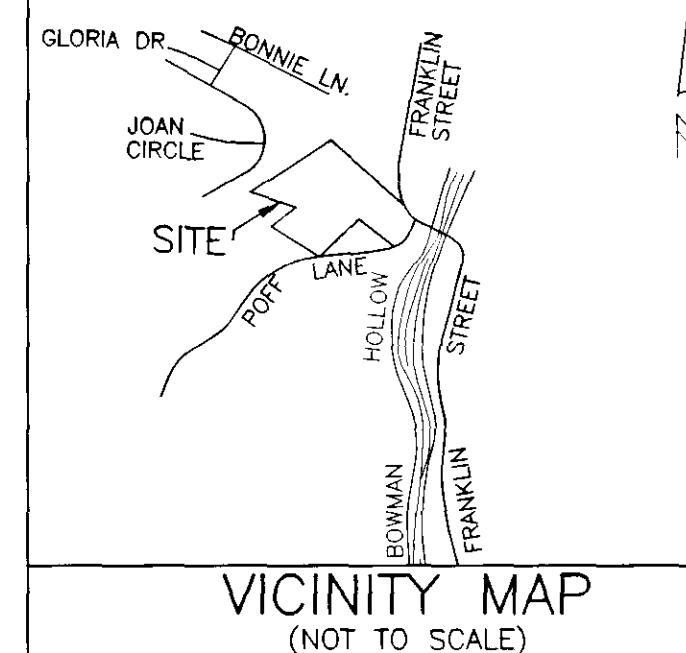 GLORIA DR
BONNIE LN.
FRANKLIN
STREET
JOAN
CIRCLE
SITE
POFF
LANE
HOLLOW
STREET
BOWMAN
FRANKLIN
VICINITY MAP
(NOT TO SCALE)